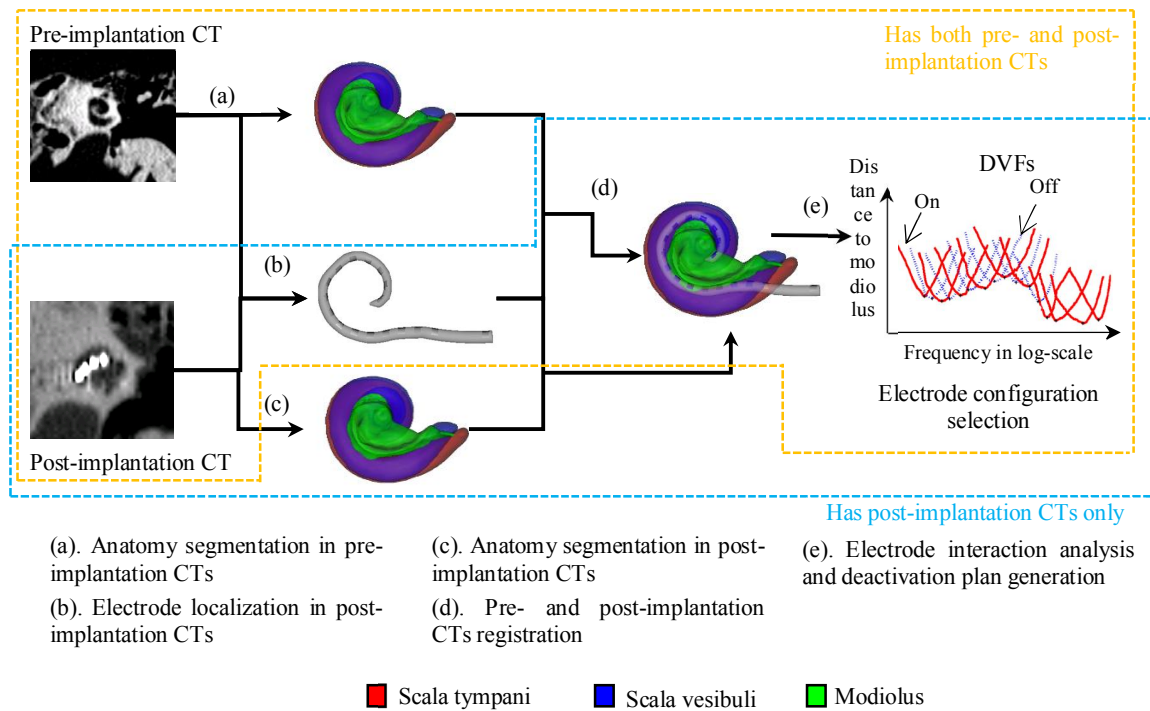 Pre-implantation CT
Has both pre- and post-
implantation CTs
(a)
(d)
(e)
Dis
tan
ce
to
mo
dio
lus
DVFs
On
Off
(b)
Frequency in log-scale
Electrode configuration
selection
(c)
Post-implantation CT
Has post-implantation CTs only
(a). Anatomy segmentation in pre-
implantation CTs
(b). Electrode localization in post-
implantation CTs
(c). Anatomy segmentation in post-
implantation CTs
(d). Pre- and post-implantation
CTs registration
(e). Electrode interaction analysis
and deactivation plan generation
Scala tympani
Scala vesibuli
Modiolus